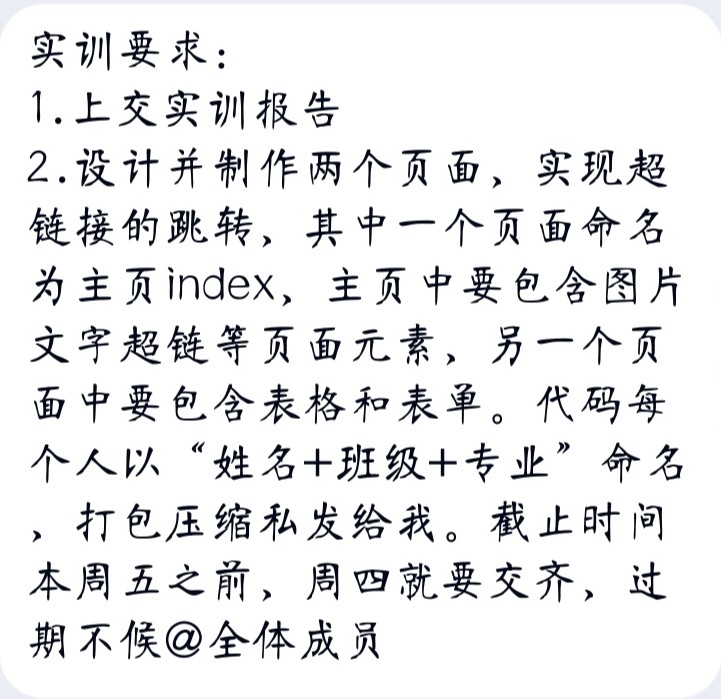 实训要求：
1.上交实训报告
2.设计并制作两个页面，实现超
链接的跳转，其中一个页面命名
为主页index，主页中要包含图片
文字超链等页面元素，另一个页
面中要包含表格和表单。代码每
个人以“姓名+班级+专业”命名
，打包压缩私发给我。截止时间
本周五之前，周四就要交齐，过
期不候@全体成员